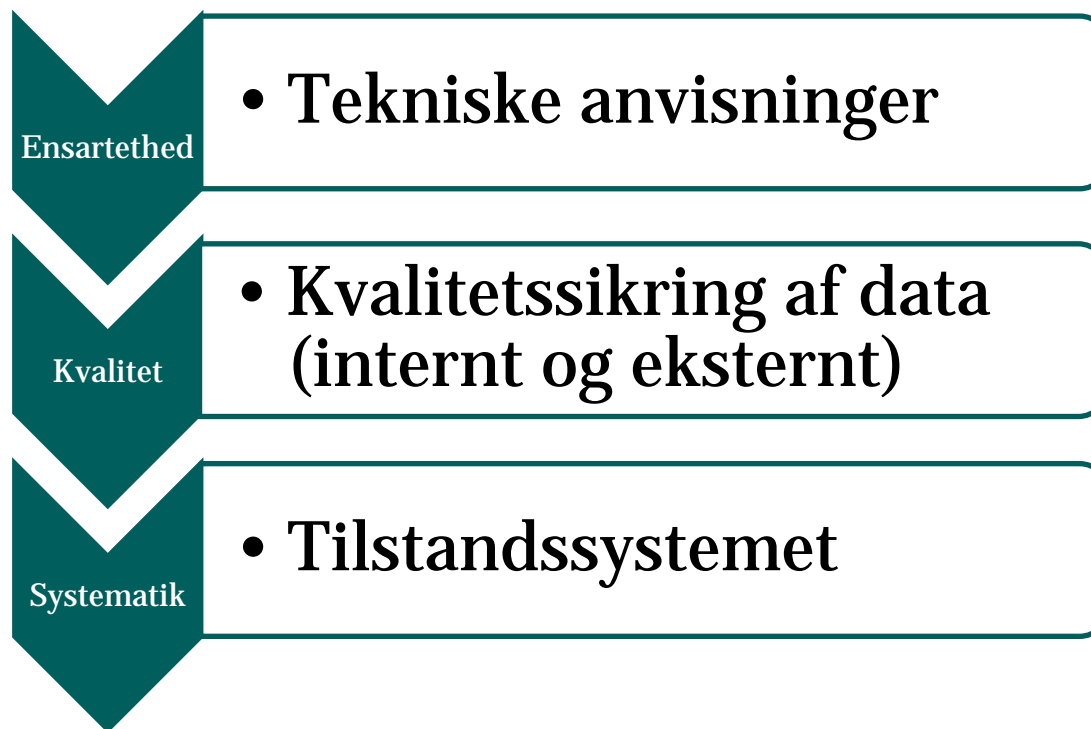 Ensartethed
• Tekniske anvisninger
Kvalitet
• Kvalitetssikring af data
(internt og eksternt)
Systematik
• Tilstandssystemet